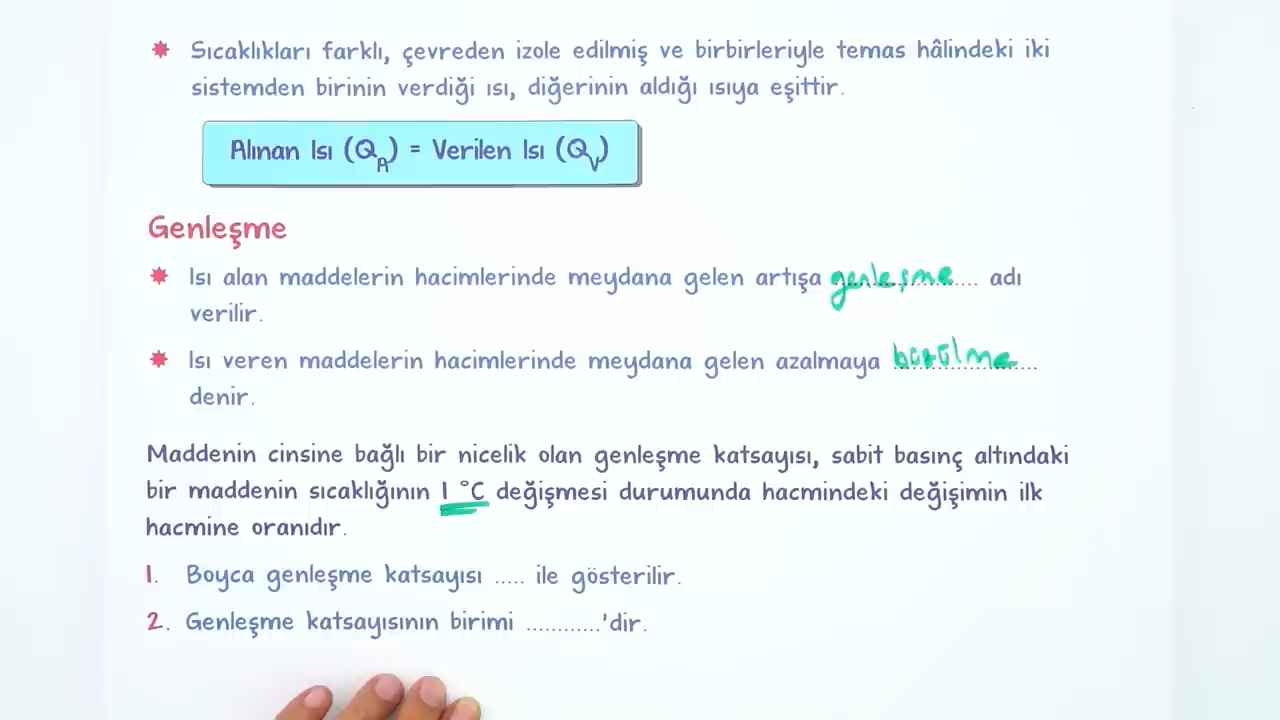 Sıcaklıkları farklı, çevreden izole edilmiş ve birbirleriyle temas hâlindeki iki
sistemden birinin verdiği ısı, diğerinin aldığı ısıya eşittir.
Alınan Isı (Q_A) = Verilen Isı (Q_V)
Genleşme
Isı alan maddelerin hacimlerinde meydana gelen artışa genleşme.... adı
verilir.
Isı veren maddelerin hacimlerinde meydana gelen azalmaya büzülme...
denir.
Maddenin cinsine bağlı bir nicelik olan genleşme katsayısı, sabit basınç altındaki
bir maddenin sıcaklığının 1 °C değişmesi durumunda hacmindeki değişimin ilk
hacmine oranıdır.
1. Boyca genleşme katsayısı ..... ile gösterilir.
2. Genleşme katsayısının birimi ............'dir.